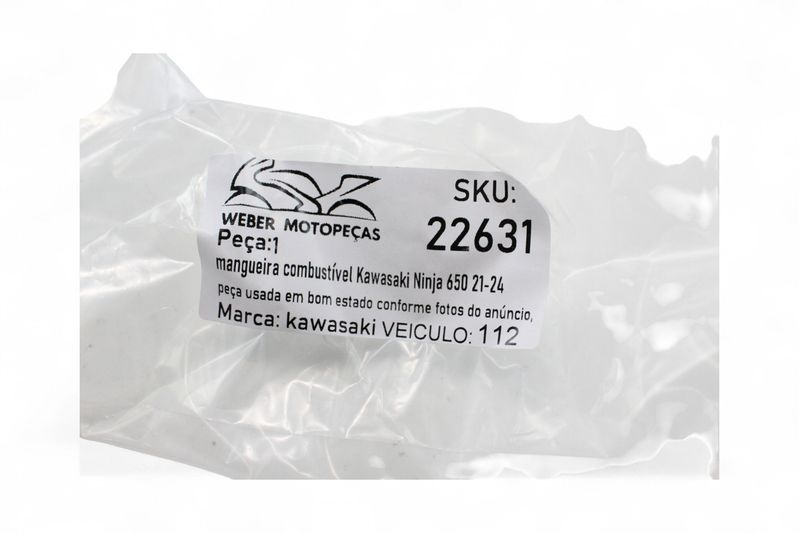 WEBER MOTOPEÇAS
SKU:
22631
Peça:1
mangueira combustível Kawasaki Ninja 650 21-24
peça usada em bom estado conforme fotos do anúncio,
Marca: kawasaki VEICULO: 112